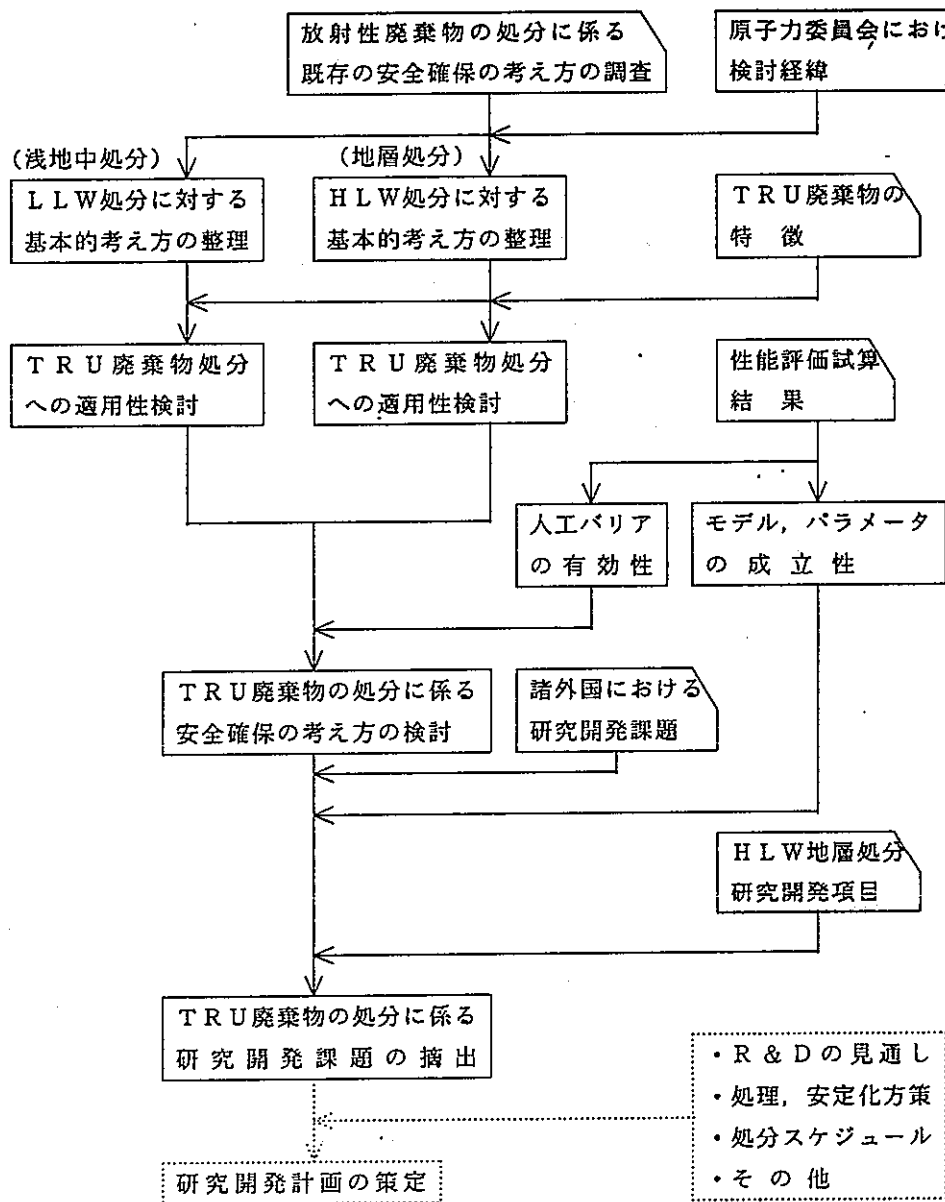 放射性廃棄物の処分に係る
既存の安全確保の考え方の調査
原子力委員会におけ
検討経緯
(浅地中処分)
(地層処分)
LLW処分に対する
基本的考え方の整理
HLW処分に対する
基本的考え方の整理
TRU廃棄物の
特徴
TRU廃棄物処分
への適用性検討
TRU廃棄物処分
への適用性検討
性能評価試算
結果
人工バリア
の有効性
モデル,パラメータ
の成立性
TRU廃棄物の処分に係る
安全確保の考え方の検討
諸外国における
研究開発課題
HLW地層処分
研究開発項目
TRU廃棄物の処分に係る
研究開発課題の摘出
・R&Dの見通し
・処理,安定化方策
・処分スケジュール
・その他
研究開発計画の策定